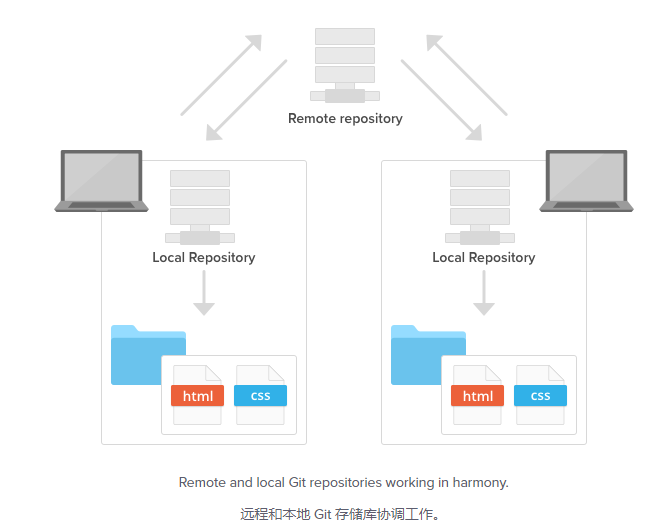 Remote repository
Local Repository
Local Repository
html
css
html
css
Remote and local Git repositories working in harmony.
远程和本地 Git 存储库协调工作。